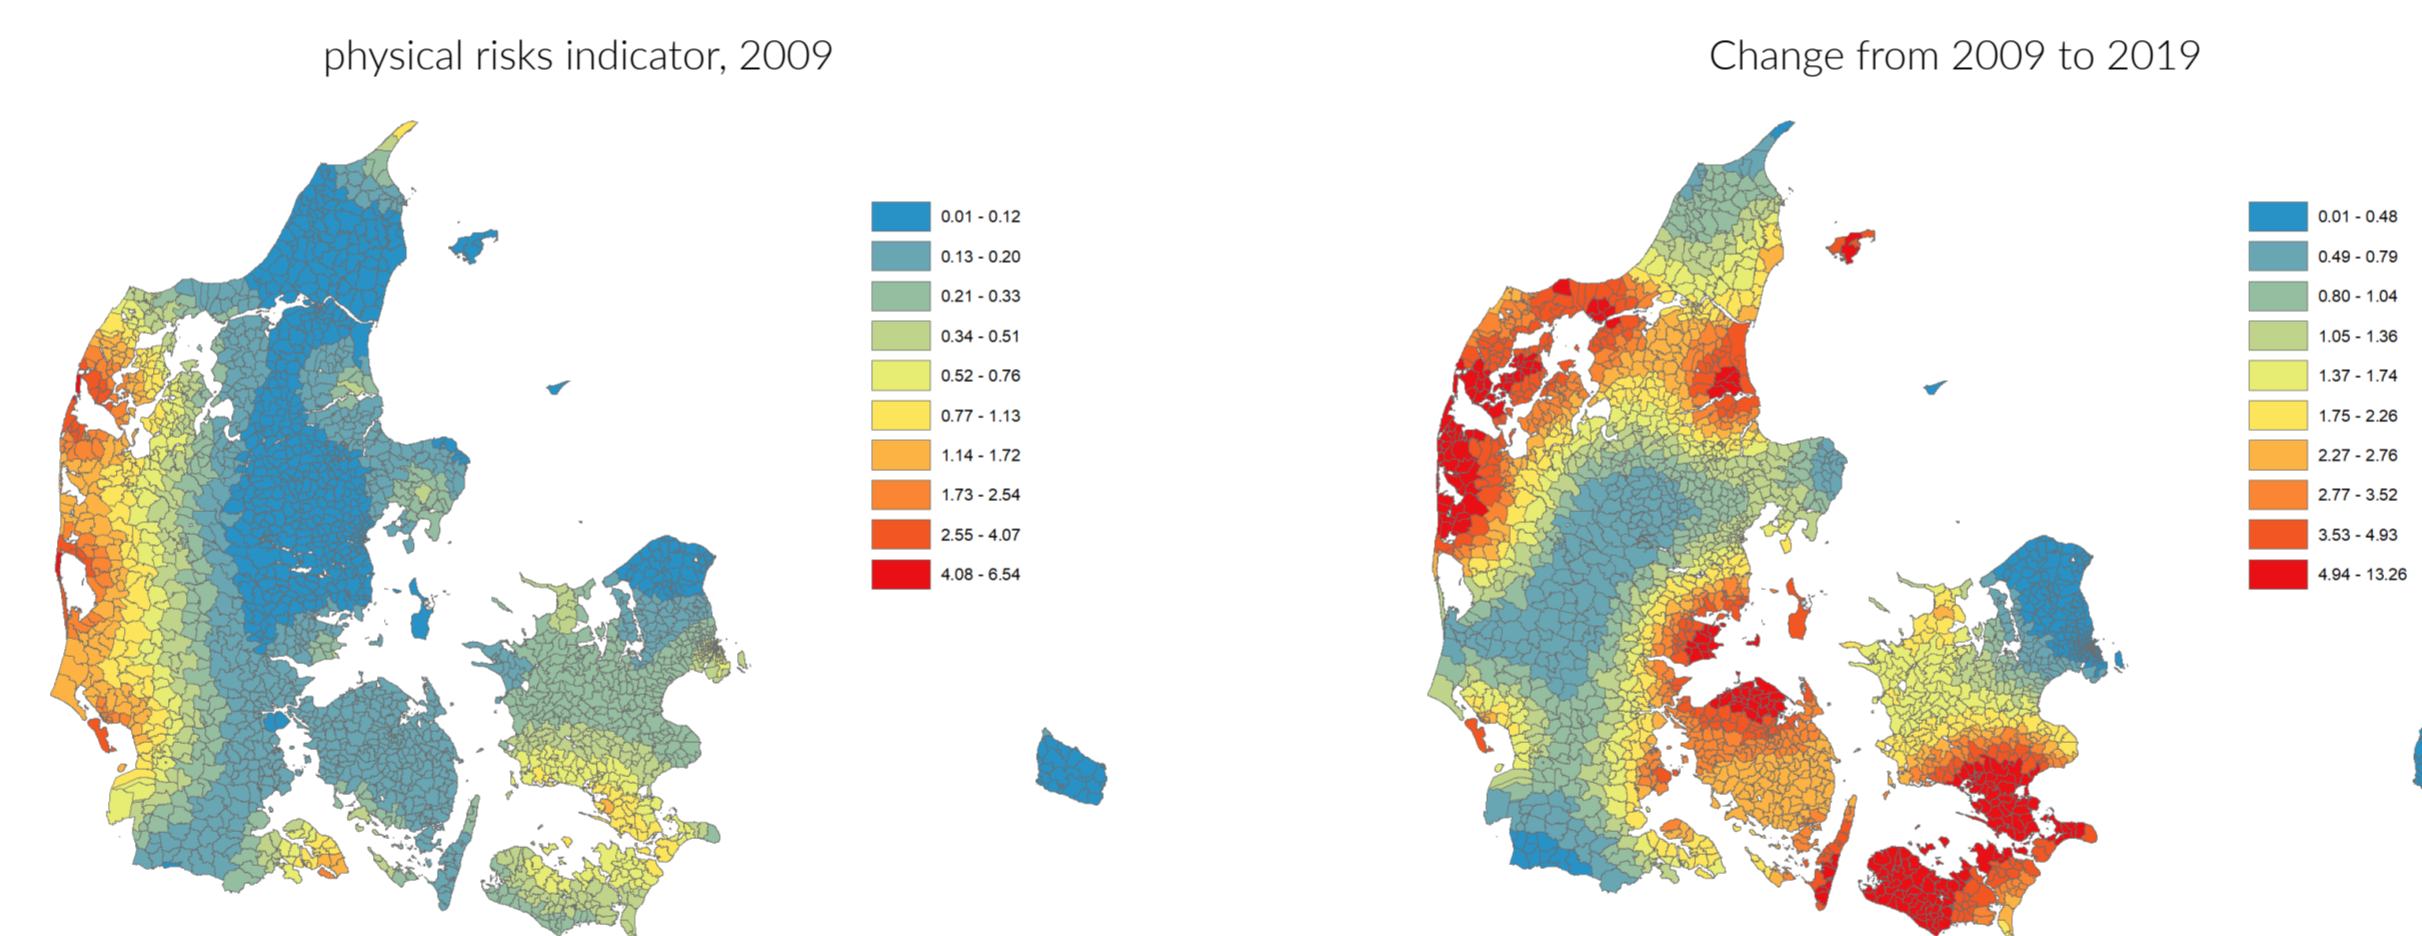 physical risks indicator, 2009
0.01 - 0.12
0.13 - 0.20
0.21 - 0.33
0.34 - 0.51
0.52 - 0.76
0.77 - 1.13
1.14 - 1.72
1.73 - 2.54
2.55 - 4.07
4.08 - 6.54
Change from 2009 to 2019
0.01 - 0.48
0.49 - 0.79
0.80 - 1.04
1.05 - 1.36
1.37 - 1.74
1.75 - 2.26
2.27 - 2.76
2.77 - 3.52
3.53 - 4.93
4.94 - 13.26